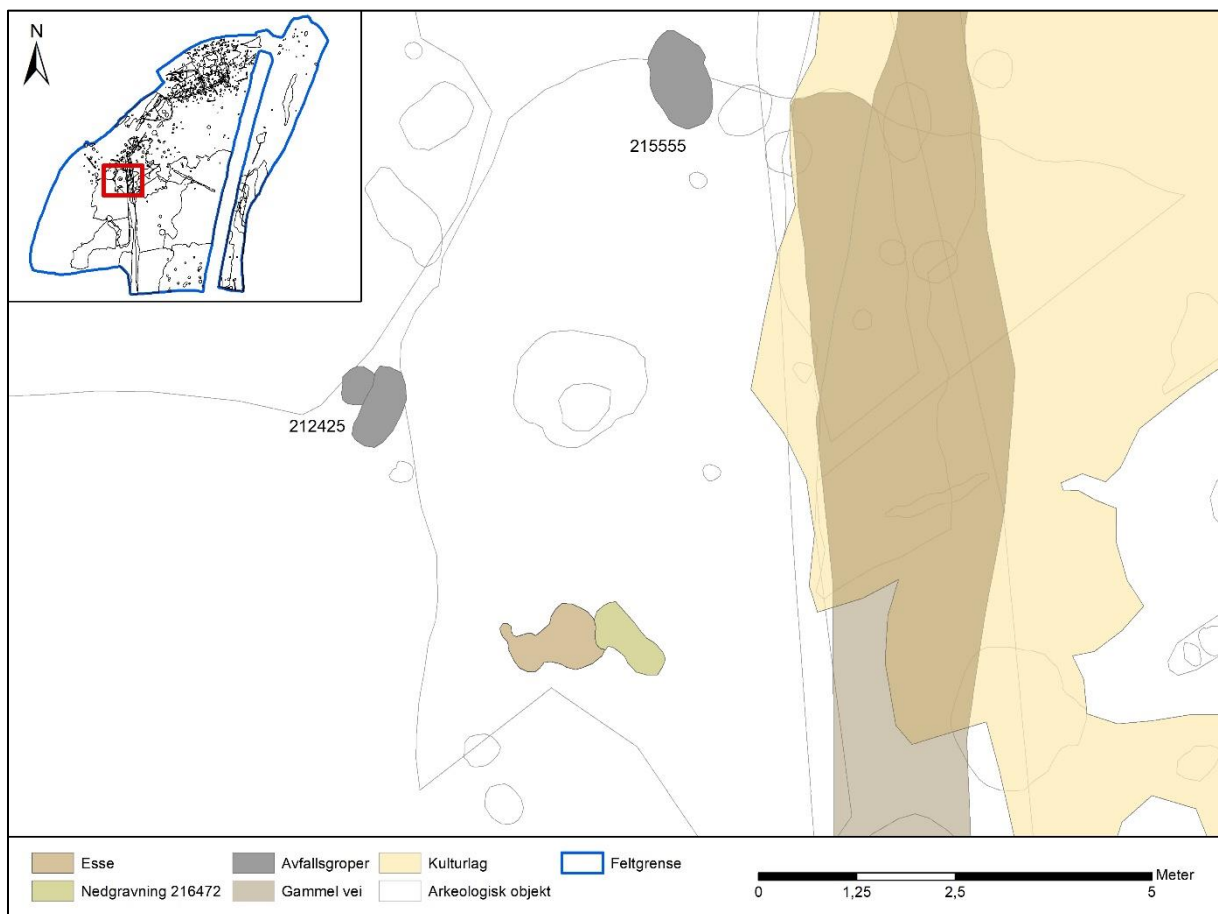 N
215555
212425
Esse
Avfallsgroper
Kulturlag
Feltgrense
Nedgravning 216472
Gammel vei
Arkeologisk objekt
Meter
0 1,25 2,5 5